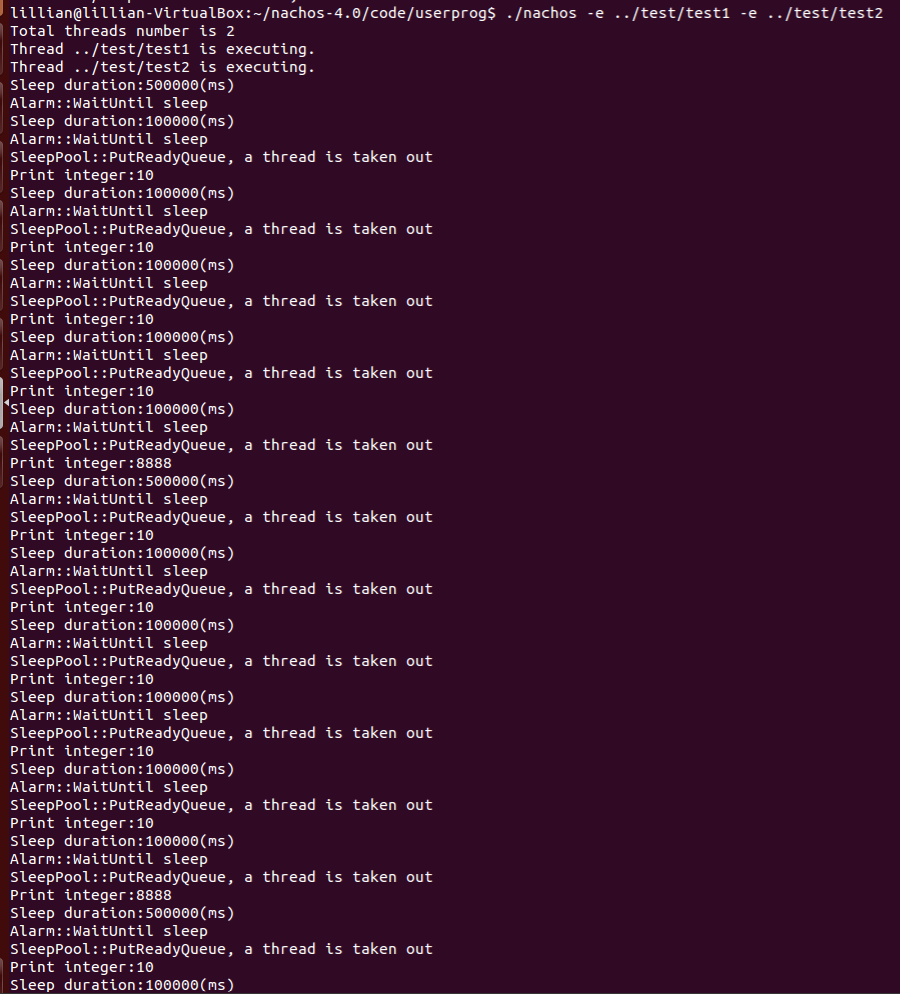 lillian@lillian-VirtualBox:~/nachos-4.0/code/userprog$ ./nachos -e ../test/test1 -e ../test/test2
Total threads number is 2
Thread ../test/test1 is executing.
Thread ../test/test2 is executing.
Sleep duration:500000(ms)
Alarm::WaitUntil sleep
Sleep duration:100000(ms)
Alarm::WaitUntil sleep
SleepPool::PutReadyQueue, a thread is taken out
Print integer:10
Sleep duration:100000(ms)
Alarm::WaitUntil sleep
SleepPool::PutReadyQueue, a thread is taken out
Print integer:10
Sleep duration:100000(ms)
Alarm::WaitUntil sleep
SleepPool::PutReadyQueue, a thread is taken out
Print integer:10
Sleep duration:100000(ms)
Alarm::WaitUntil sleep
SleepPool::PutReadyQueue, a thread is taken out
Print integer:10
Sleep duration:100000(ms)
Alarm::WaitUntil sleep
SleepPool::PutReadyQueue, a thread is taken out
Print integer:8888
Sleep duration:500000(ms)
Alarm::WaitUntil sleep
SleepPool::PutReadyQueue, a thread is taken out
Print integer:10
Sleep duration:100000(ms)
Alarm::WaitUntil sleep
SleepPool::PutReadyQueue, a thread is taken out
Print integer:10
Sleep duration:100000(ms)
Alarm::WaitUntil sleep
SleepPool::PutReadyQueue, a thread is taken out
Print integer:10
Sleep duration:100000(ms)
Alarm::WaitUntil sleep
SleepPool::PutReadyQueue, a thread is taken out
Print integer:10
Sleep duration:100000(ms)
Alarm::WaitUntil sleep
SleepPool::PutReadyQueue, a thread is taken out
Print integer:10
Sleep duration:100000(ms)
Alarm::WaitUntil sleep
SleepPool::PutReadyQueue, a thread is taken out
Print integer:8888
Sleep duration:500000(ms)
Alarm::WaitUntil sleep
SleepPool::PutReadyQueue, a thread is taken out
Print integer:10
Sleep duration:100000(ms)